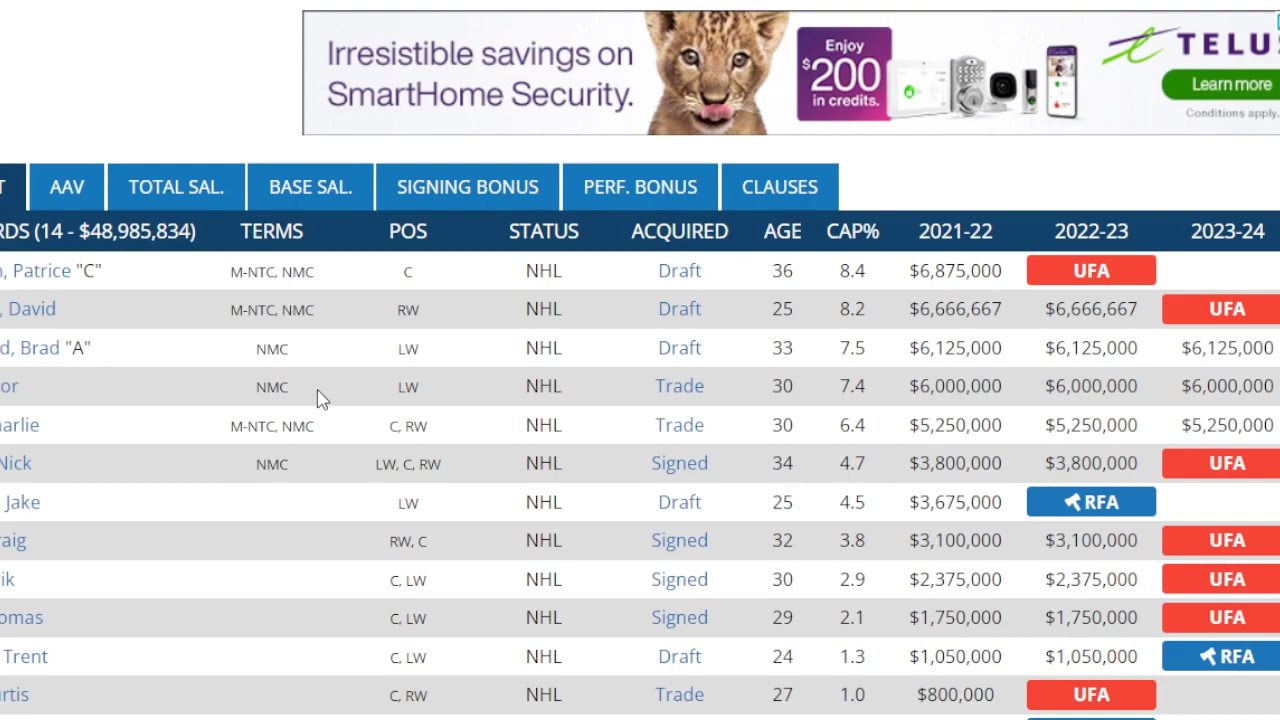 Irresistible savings on
SmartHome Security.
Enjoy
$200
in credits.
TELUS
Learn more
Conditions apply.
T AAV TOTAL SAL. BASE SAL. SIGNING BONUS PERF. BONUS CLAUSES
RDS (14 - $48,985,834) TERMS POS STATUS ACQUIRED AGE CAP% 2021-22 2022-23 2023-24
n, Patrice "C" M-NTC, NMC C NHL Draft 36 8.4 $6,875,000 UFA
, David M-NTC, NMC RW NHL Draft 25 8.2 $6,666,667 $6,666,667 UFA
d, Brad "A" NMC LW NHL Draft 33 7.5 $6,125,000 $6,125,000 $6,125,000
or NMC LW NHL Trade 30 7.4 $6,000,000 $6,000,000 $6,000,000
arlie M-NTC, NMC C, RW NHL Trade 30 6.4 $5,250,000 $5,250,000 $5,250,000
Nick NMC LW, C, RW NHL Signed 34 4.7 $3,800,000 $3,800,000 UFA
, Jake LW NHL Draft 25 4.5 $3,675,000 RFA
raig RW, C NHL Signed 32 3.8 $3,100,000 $3,100,000 UFA
ik C, LW NHL Signed 30 2.9 $2,375,000 $2,375,000 UFA
omas C, LW NHL Signed 29 2.1 $1,750,000 $1,750,000 UFA
Trent C, LW NHL Draft 24 1.3 $1,050,000 $1,050,000 RFA
urtis C, RW NHL Trade 27 1.0 $800,000 UFA